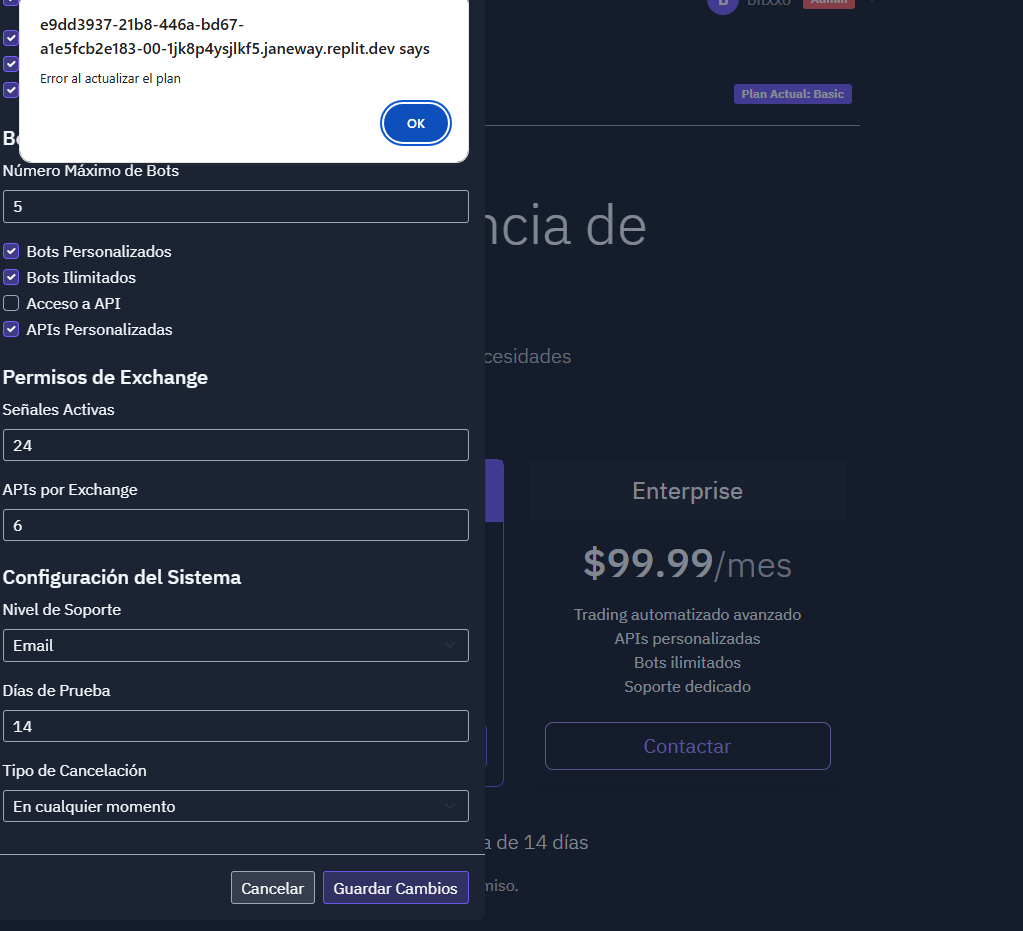 e9dd3937-21b8-446a-bd67-
a1e5fcb2e183-00-1jk8p4ysjlkf5.janeway.replit.dev says
Error al actualizar el plan
OK
B
bitxxo
Admin
Plan Actual: Basic
Bo
Número Máximo de Bots
5
Bots Personalizados
Bots Ilimitados
Acceso a API
APIs Personalizadas
Permisos de Exchange
Señales Activas
24
APIs por Exchange
6
Configuración del Sistema
Nivel de Soporte
Email
Días de Prueba
14
Tipo de Cancelación
En cualquier momento
Cancelar
Guardar Cambios
ncia de
cesidades
Enterprise
$99.99/mes
Trading automatizado avanzado
APIs personalizadas
Bots ilimitados
Soporte dedicado
Contactar
a de 14 días
miso.